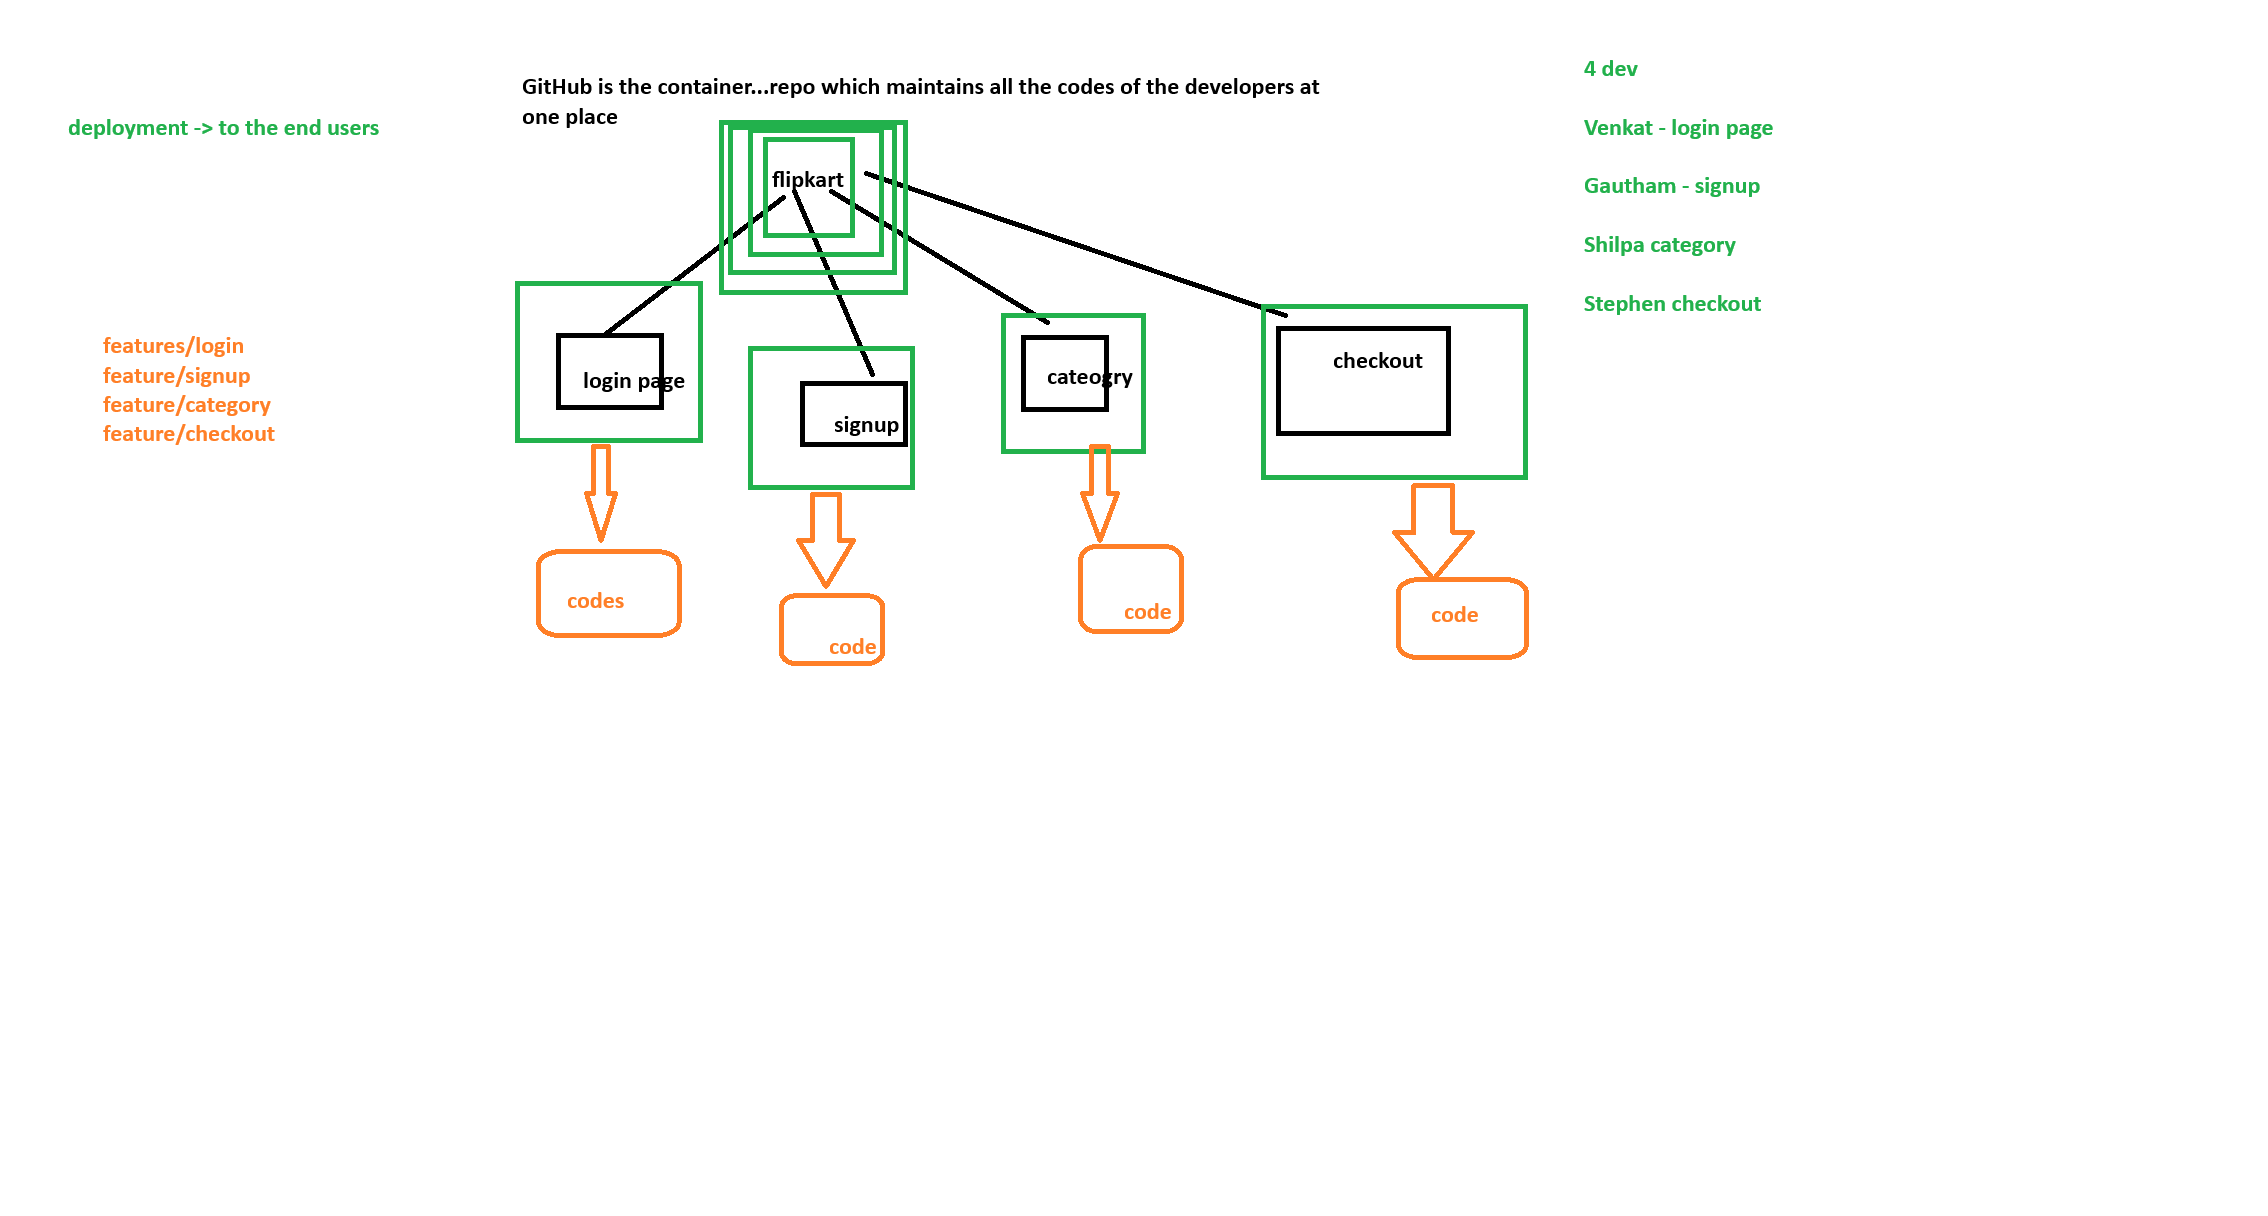 GitHub is the container...repo which maintains all the codes of the developers at
one place
deployment -> to the end users
4 dev
Venkat - login page
Gautham - signup
Shilpa category
Stephen checkout
flipkart
features/login
feature/signup
feature/category
feature/checkout
login page
signup
cateogry
checkout
codes
code
code
code